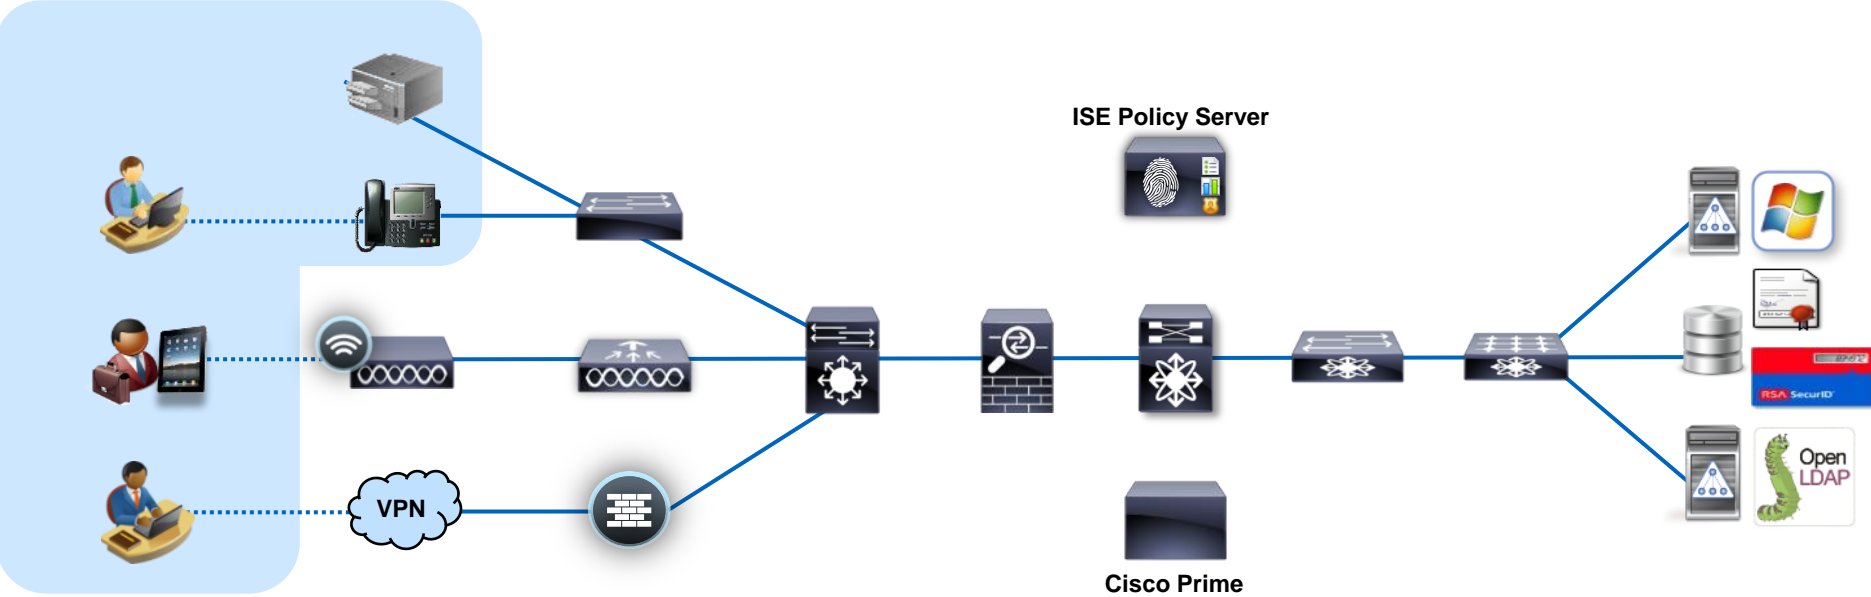 ISE Policy Server
VPN
RSA SecurID
Open
LDAP
Cisco Prime